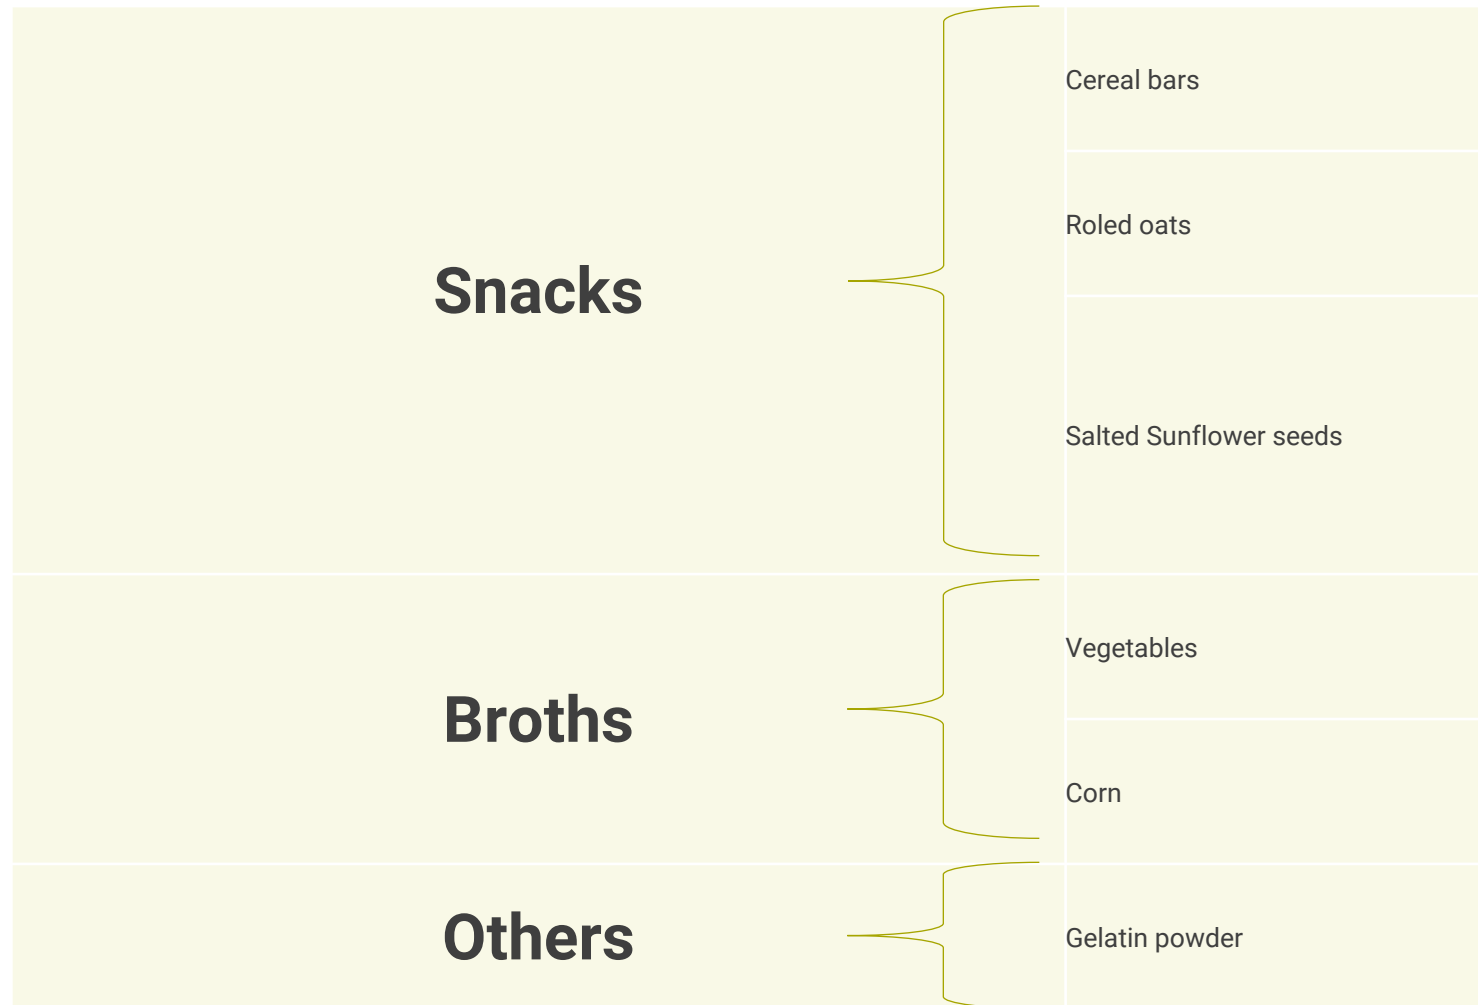 Snacks
Cereal bars
Roled oats
Salted Sunflower seeds
Broths
Vegetables
Corn
Others
Gelatin powder